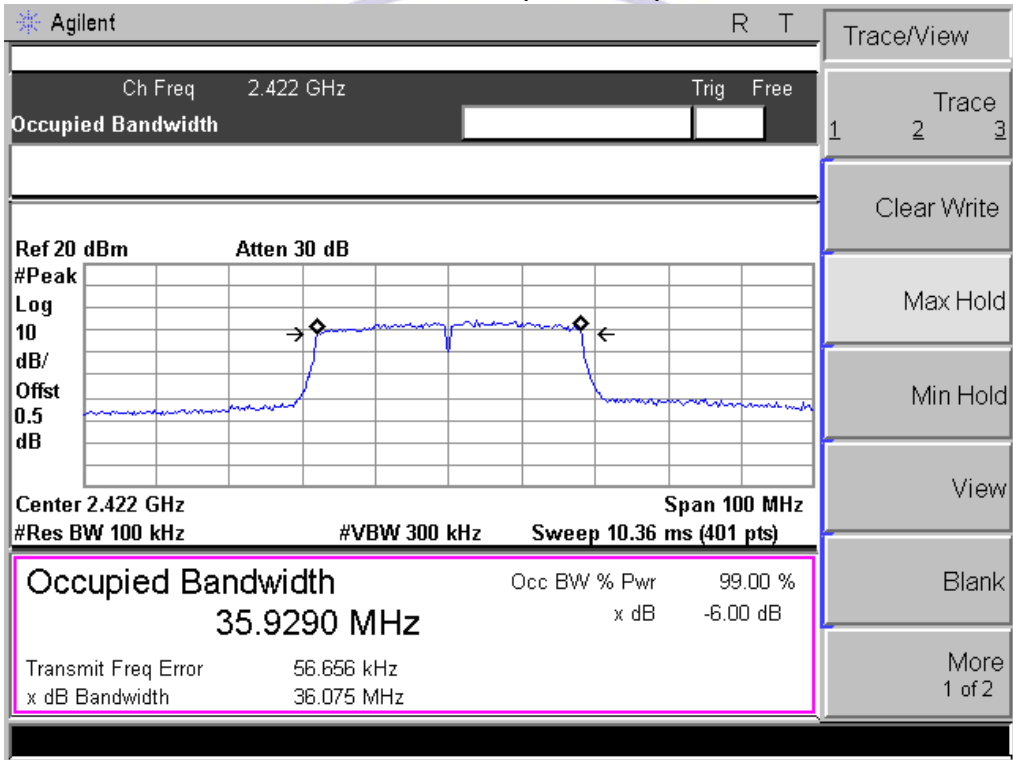 Agilent R T
Ch Freq 2.422 GHz Trig Free
Occupied Bandwidth
Ref 20 dBm Atten 30 dB
#Peak
Log
10
dB/
Offst
0.5
dB
Center 2.422 GHz Span 100 MHz
#Res BW 100 kHz #VBW 300 kHz Sweep 10.36 ms (401 pts)
Occupied Bandwidth Occ BW % Pwr 99.00 %
35.9290 MHz x dB -6.00 dB
Transmit Freq Error 56.656 kHz
x dB Bandwidth 36.075 MHz
Trace/View
Trace
1 2 3
Clear Write
Max Hold
Min Hold
View
Blank
More
1 of 2